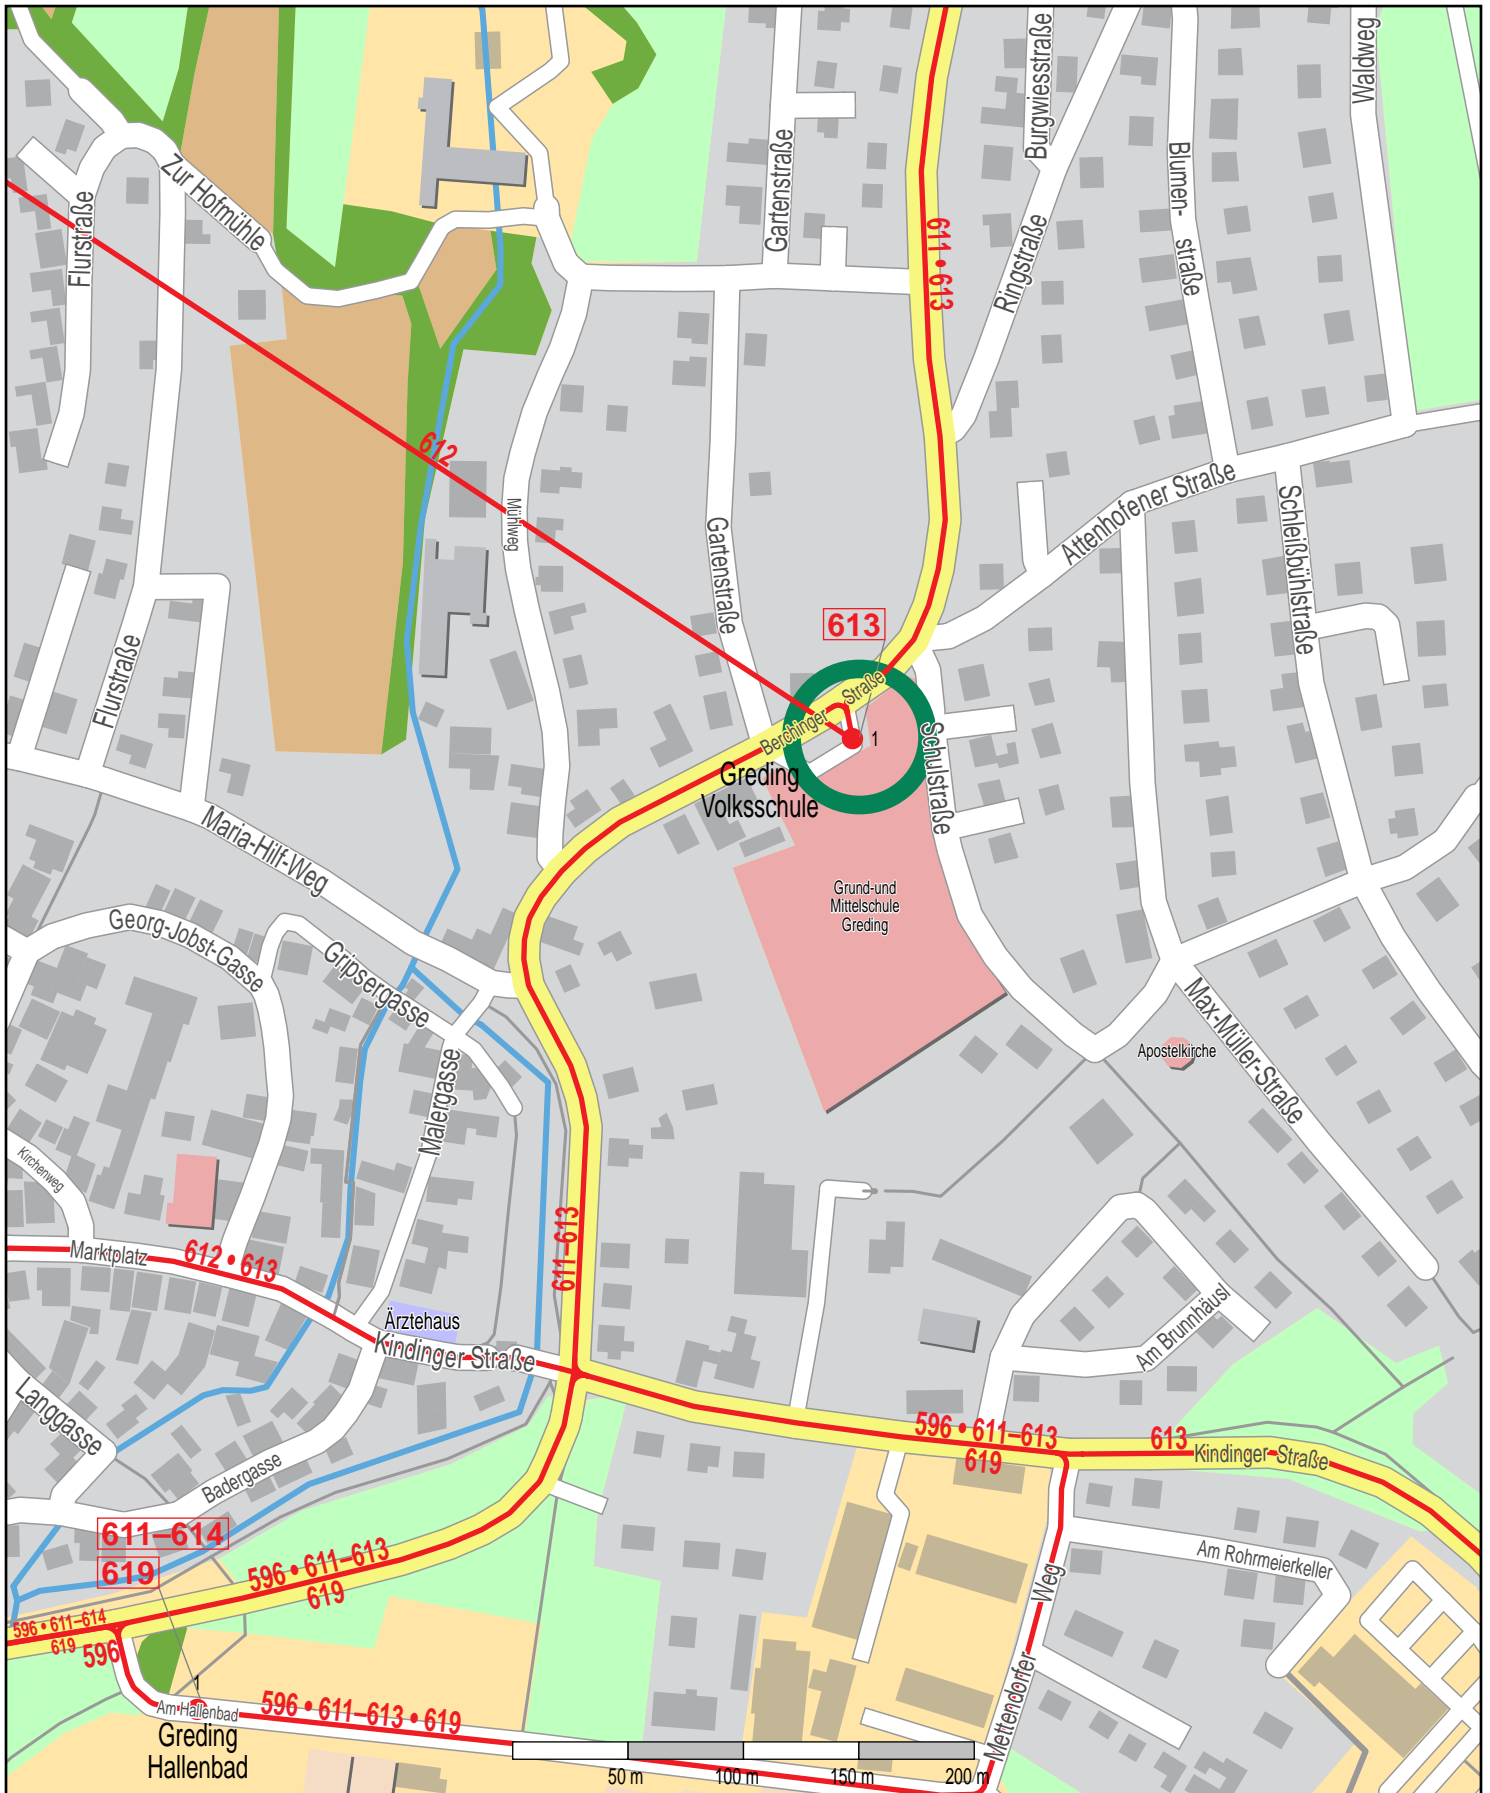 Burgwiesstraße
Waldweg
Gartenstraße
Blumen-
straße
Zur Hofmühle
Flurstraße
611 • 613
Ringstraße
612
Mühlweg
Gartenstraße
Attenhofener Straße
Schleißbühlstraße
613
Flurstraße
Berchinger Straße
1
Schulstraße
Greding
Volksschule
Maria-Hilf-Weg
Grund-und
Mittelschule
Greding
Georg-Jobst-Gasse
Gripsergasse
Max-Müller-Straße
Apostelkirche
Malergasse
Kirchenweg
Marktplatz
612 • 613
611–613
Ärztehaus
Kindinger Straße
Am Brunnhäusl
Langgasse
Badergasse
596 • 611–613
619
613
Kindinger Straße
611–614
619
596 • 611–613
619
596 • 611–614
619
596
Am Rohrmeierkeller
Mettendorfer Weg
1
Am Hallenbad
596 • 611–613 • 619
Greding
Hallenbad
50 m
100 m
150 m
200 m